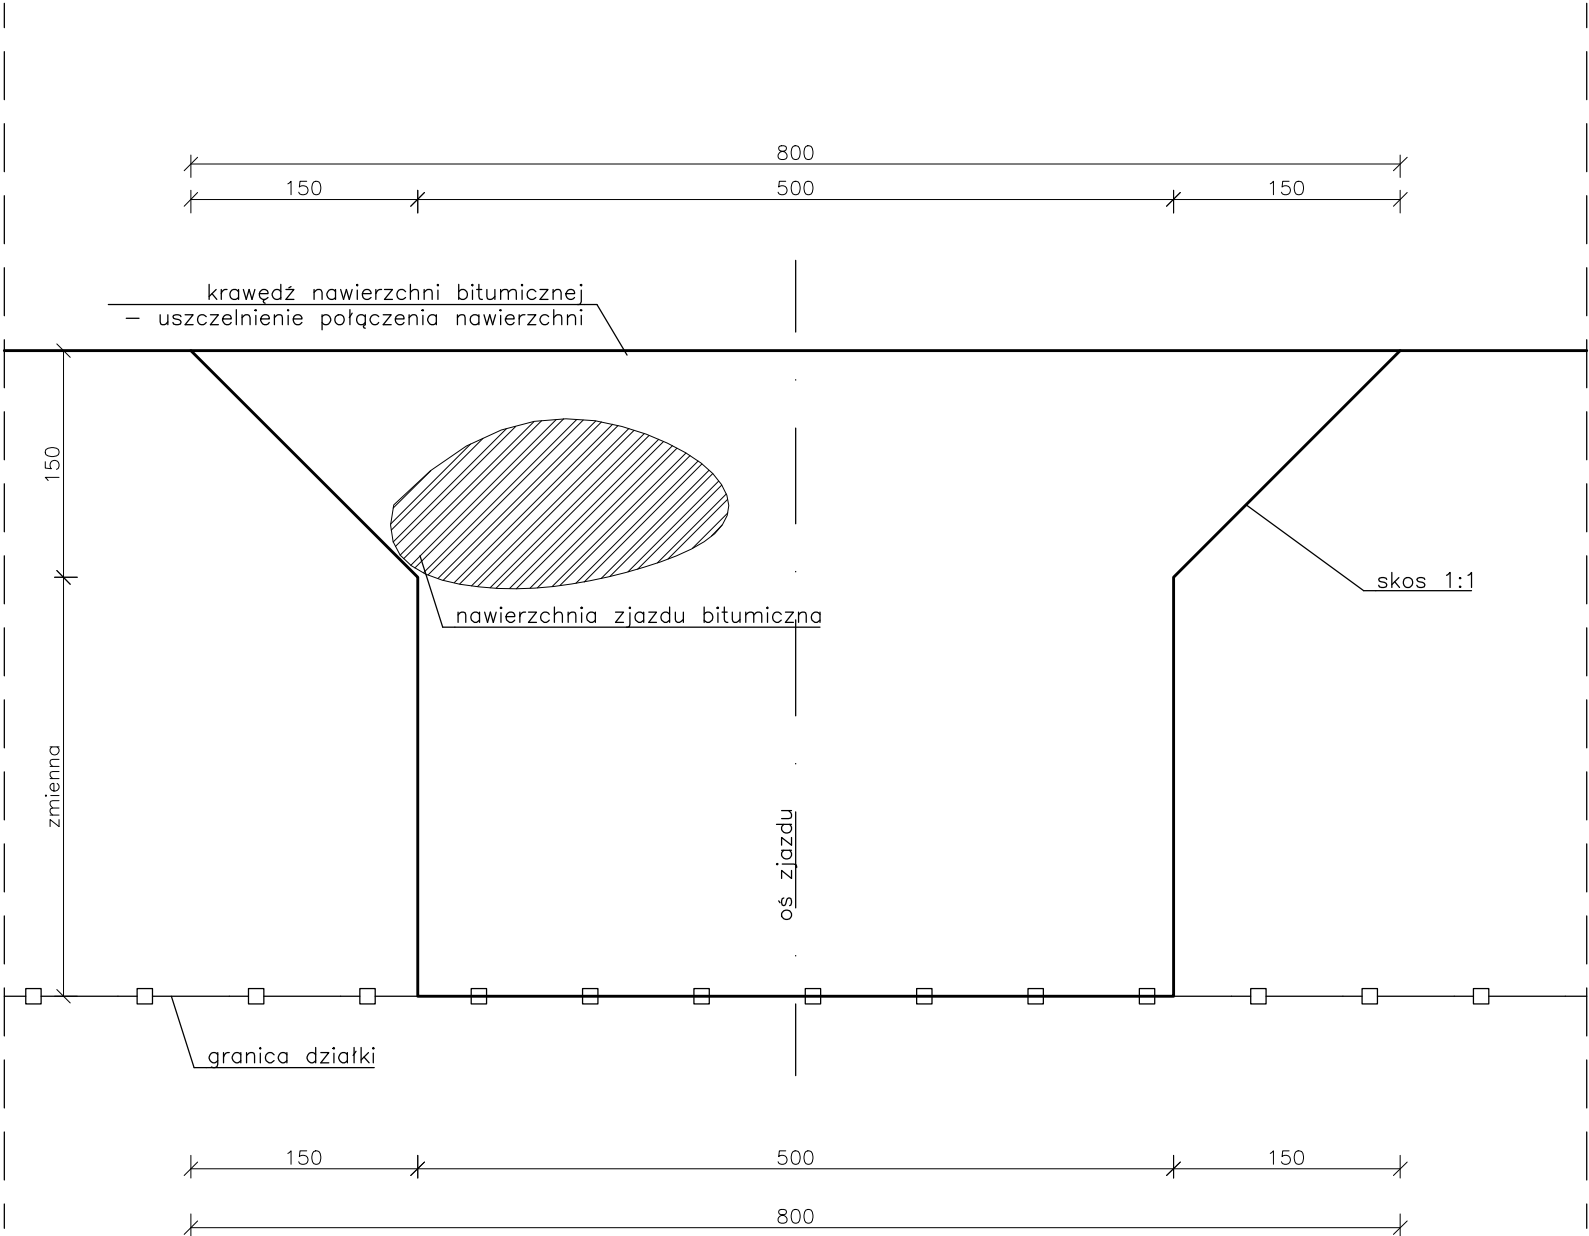 800
150
500
150
krawędź nawierzchni bitumicznej
– uszczelnienie połączenia nawierzchni
150
skos 1:1
nawierzchnia zjazdu bitumiczna
zmienna
oś zjazdu
granica działki
150
500
150
800